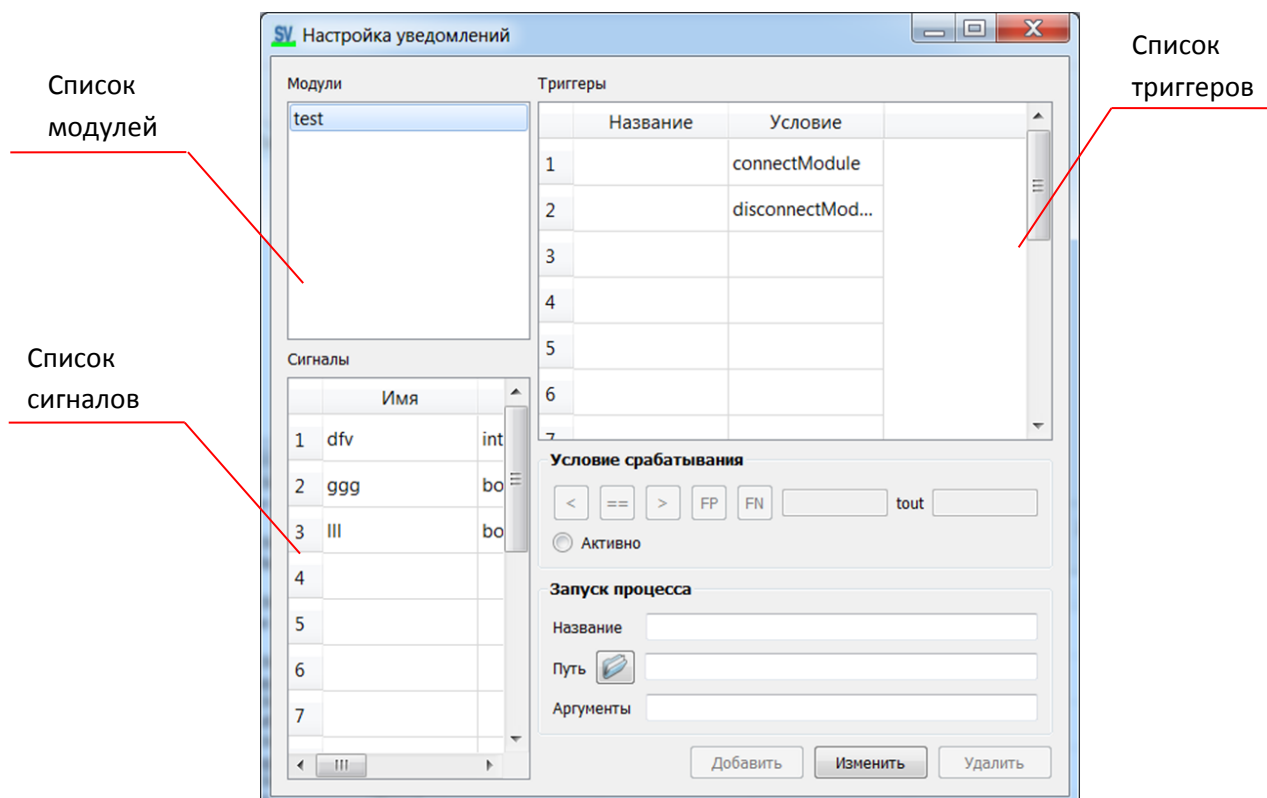 SV Настройка уведомлений
Список
модулей
Список
триггеров
Модули
test
Триггеры
Название Условие
1 connectModule
2 disconnectMod...
3
4
5
6
7
Список
сигналов
Сигналы
Имя
1 dfv int
2 ggg bo
3 lll bo
4
5
6
7
Условие срабатывания
< == > FP FN tout
Активно
Запуск процесса
Название
Путь
Аргументы
Добавить Изменить Удалить